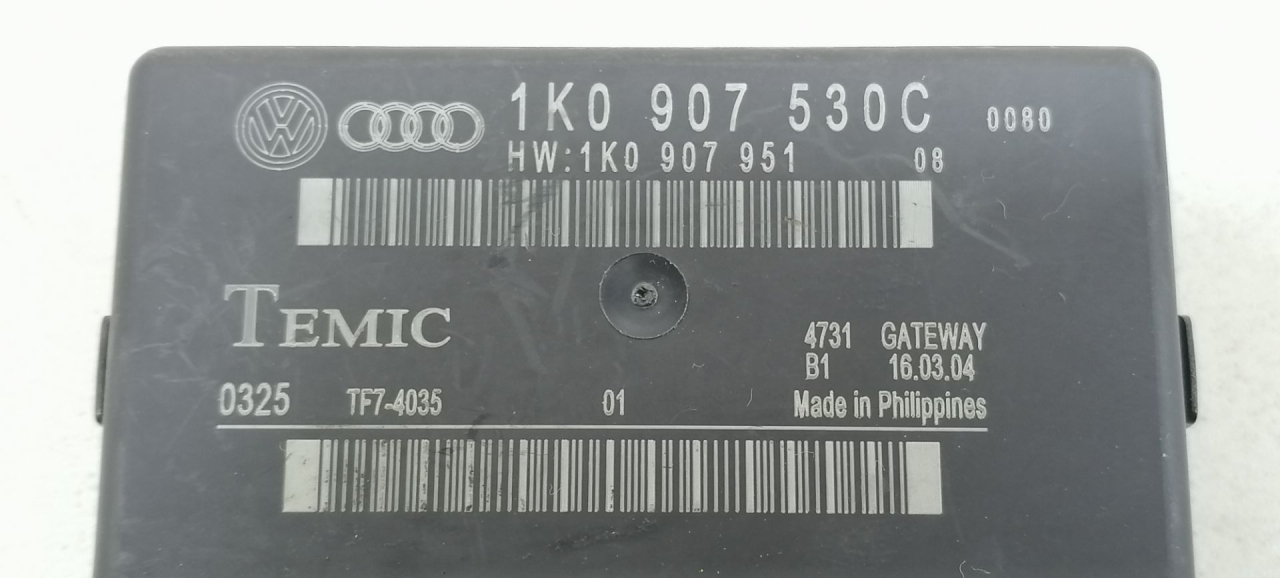 1K0 907 530C 0080
HW:1K0 907 951 08
TEMIC
4731 GATEWAY
B1 16.03.04
0325 TF7-4035 01 Made in Philippines